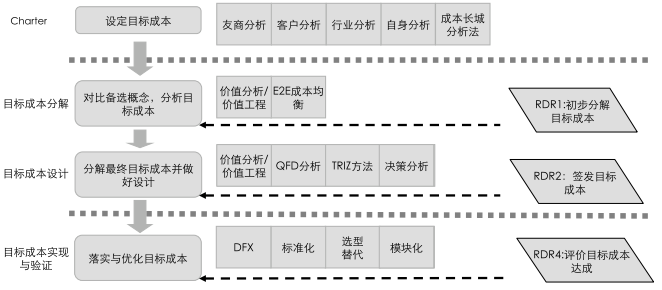 Charter
设定目标成本
友商分析
客户分析
行业分析
自身分析
成本长城
分析法
目标成本分解
对比备选概念，分析目
标成本
价值分析/
价值工程
E2E成本均
衡
RDR1:初步分解
目标成本
目标成本设计
分解最终目标成本并做
好设计
价值分析/
价值工程
QFD分析
TRIZ方法
决策分析
RDR2：签发目标
成本
目标成本实现
与验证
落实与优化目标成本
DFX
标准化
选型
替代
模块化
RDR4:评价目标成本
达成